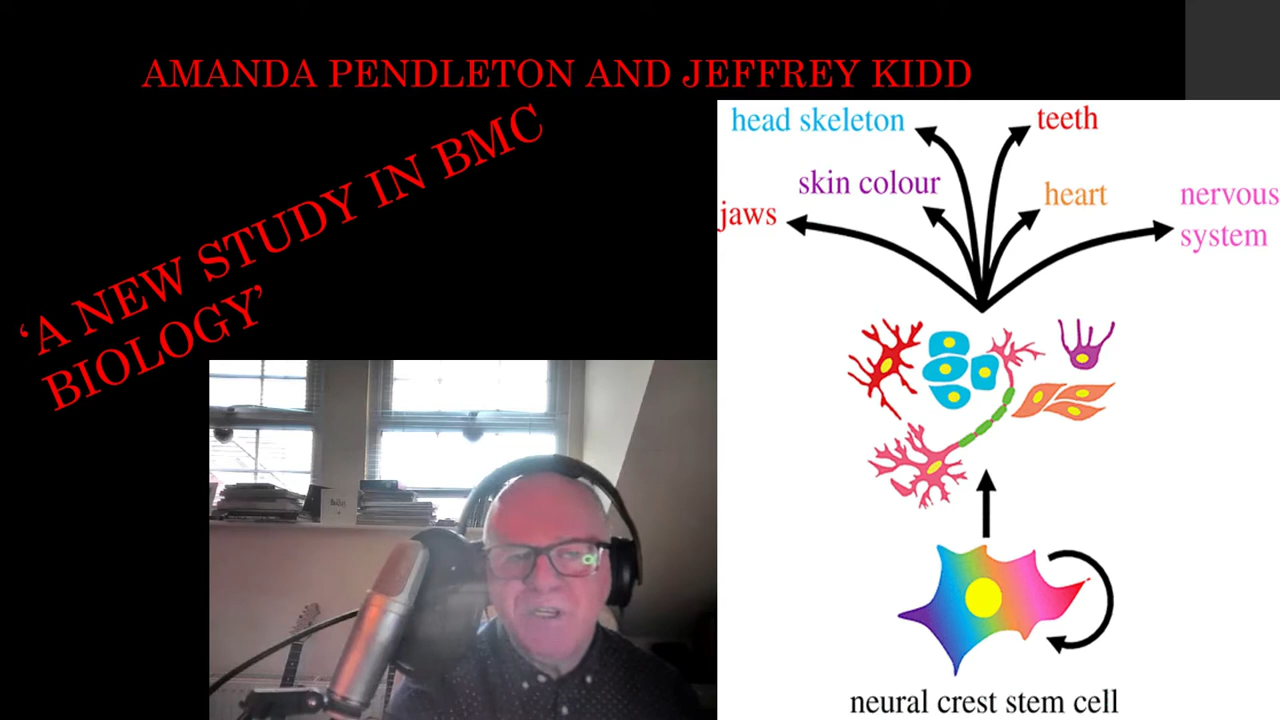 AMANDA PENDLETON AND JEFFREY KIDD
‘A NEW STUDY IN BMC
BIOLOGY’
head skeleton
teeth
skin colour
heart
jaws
nervous
system
neural crest stem cell